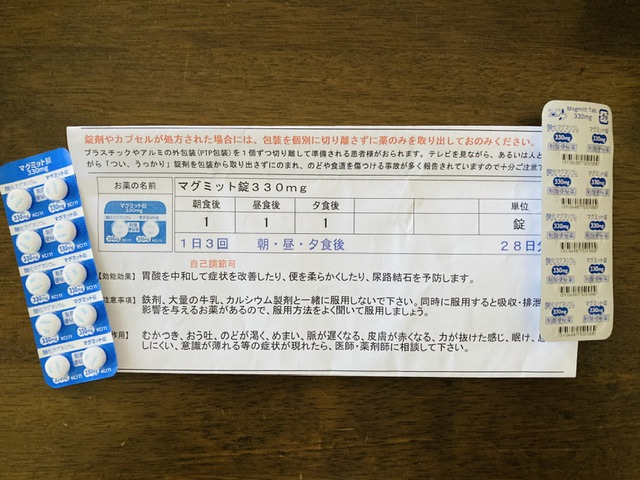 錠剤やカプセルが処方された場合には、包装を個別に切り離さずに薬のみを取り出しておのみください。
プラスチックやアルミの外包装(PTP包装)を1個ずつ切り離して準備される患者様がおられます。テレビを見ながら、あるいは人と
がら「つい、うっかり」錠剤を包装から取り出さずにのまれ、のどや食道を傷つける事故が多く報告されていますので十分ご注意下
お薬の名前 マグミット錠330mg
朝食後 昼食後 夕食後 単位
1 1 1 錠
1日3回 朝・昼・夕食後 28日分
自己調節可
【効能効果】 胃酸を中和して症状を改善したり、便を柔らかくしたり、尿路結石を予防します。
注意事項】 鉄剤、大量の牛乳、カルシウム製剤と一緒に服用しないで下さい。同時に服用すると吸収・排泄
影響を与えるお薬があるので、服用方法をよく聞いて服用しましょう。
作用】 むかつき、おう吐、のどが渇く、めまい、脈が遅くなる、皮膚が赤くなる、力が抜けた感じ、眠け、息
しにくい、意識が薄れる等の症状が現れたら、医師・薬剤師に相談して下さい。
マグミット錠
330mg
Magmitt Tab.
330mg